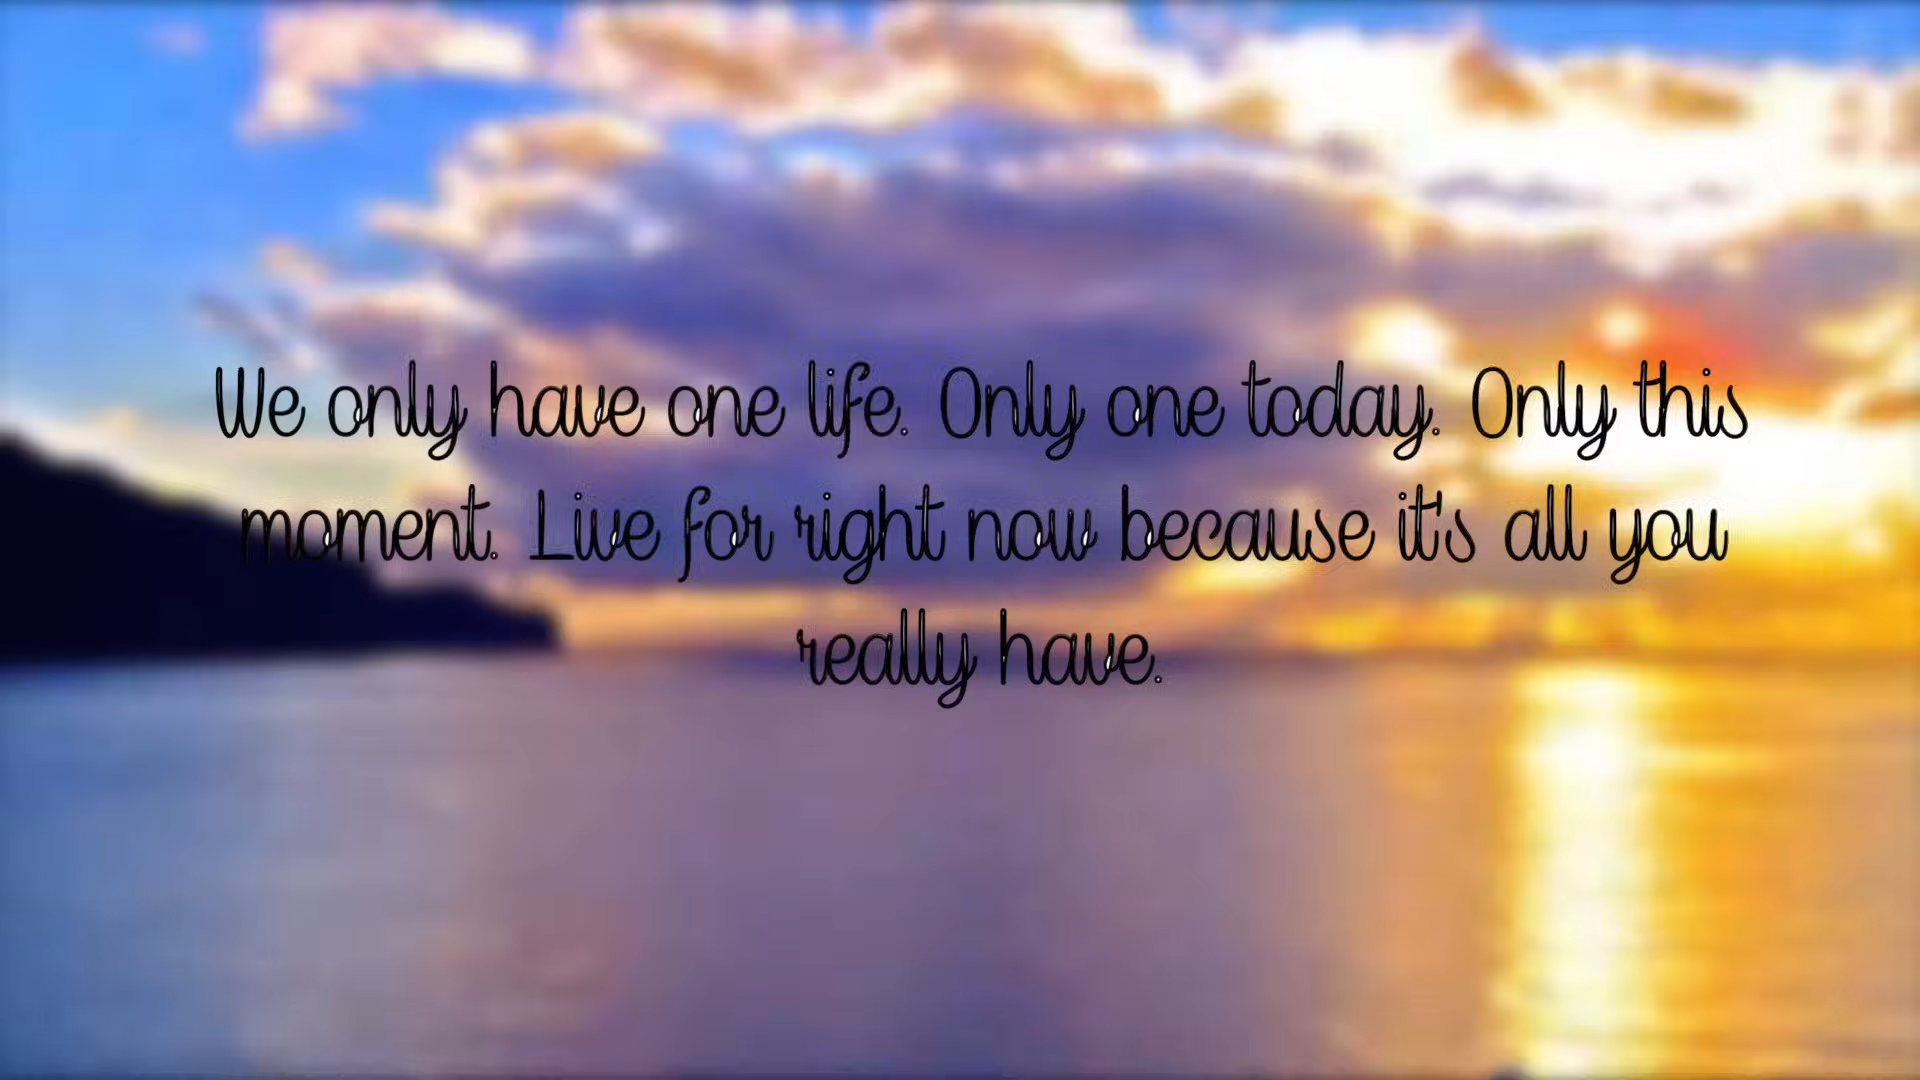 We only have one life. Only one today. Only this
moment. Live for right now because it's all you
really have.